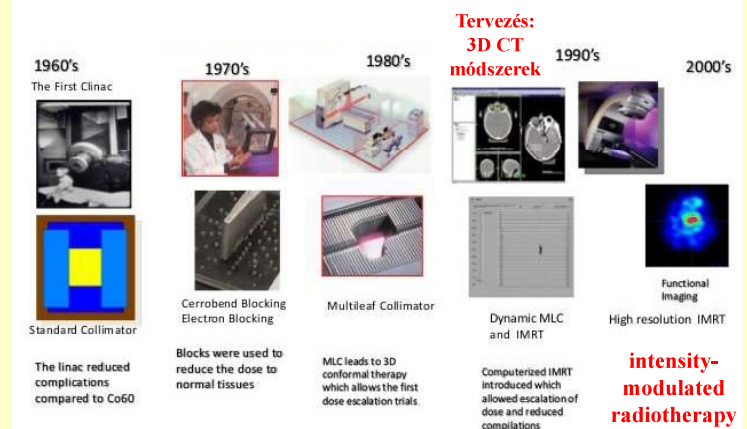 Tervezés:
3D CT
módszerek
1960's
The First Clinac
Standard Collimator
The linac reduced
complications
compared to Co60
1970's
Cerrobend Blocking
Electron Blocking
Blocks were used to
reduce the dose to
normal tissues
1980's
Multileaf Collimator
MLC leads to 3D
conformal therapy
which allows the first
dose escalation trials
1990's
Dynamic MLC
and IMRT
Computerized IMRT
introduced which
allowed escalation of
dose and reduced
compilations
2000's
Functional
Imaging
High resolution IMRT
intensity-
modulated
radiotherapy